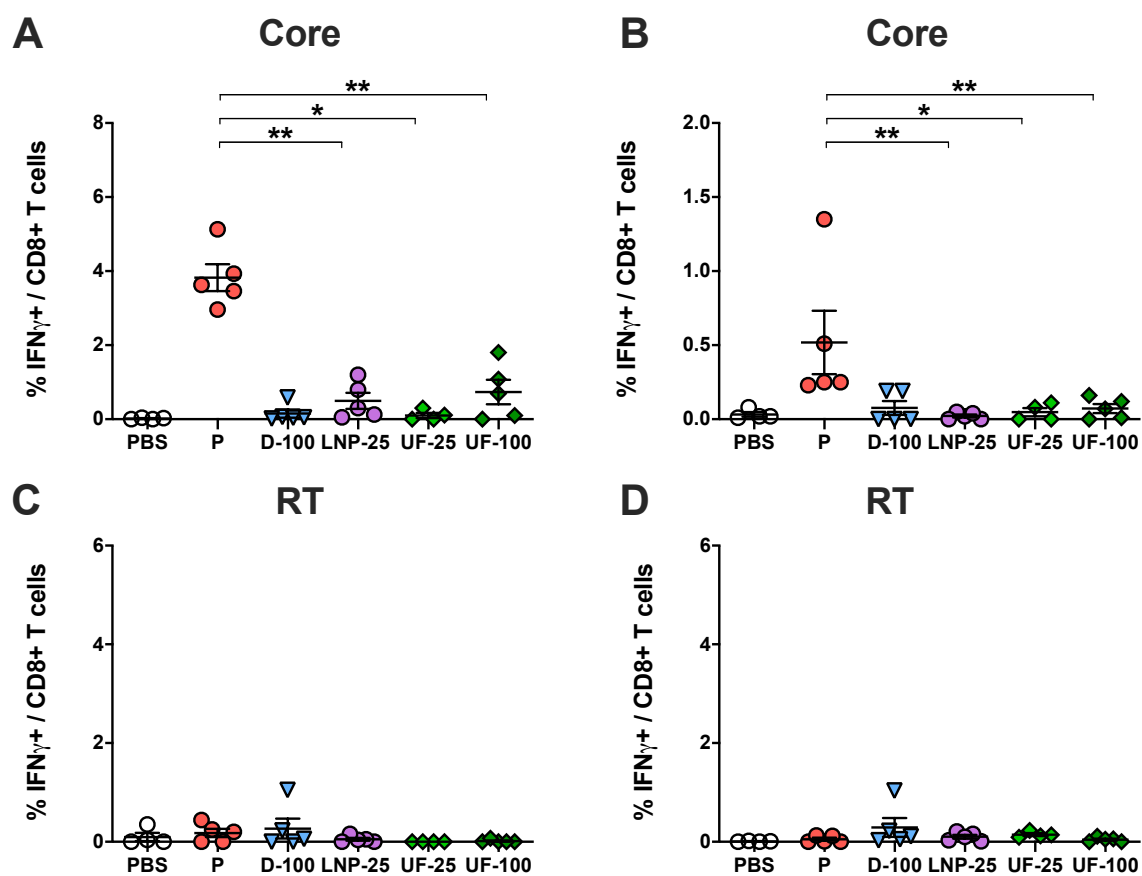 A Core
B Core
**
*
**
**
*
**
% IFNγ+ / CD8+ T cells
8
6
4
2
0
PBS P D-100 LNP-25 UF-25 UF-100
% IFNγ+ / CD8+ T cells
2.0
1.5
1.0
0.5
0.0
PBS P D-100 LNP-25 UF-25 UF-100
C RT
D RT
% IFNγ+ / CD8+ T cells
6
4
2
0
PBS P D-100 LNP-25 UF-25 UF-100
% IFNγ+ / CD8+ T cells
6
4
2
0
PBS P D-100 LNP-25 UF-25 UF-100